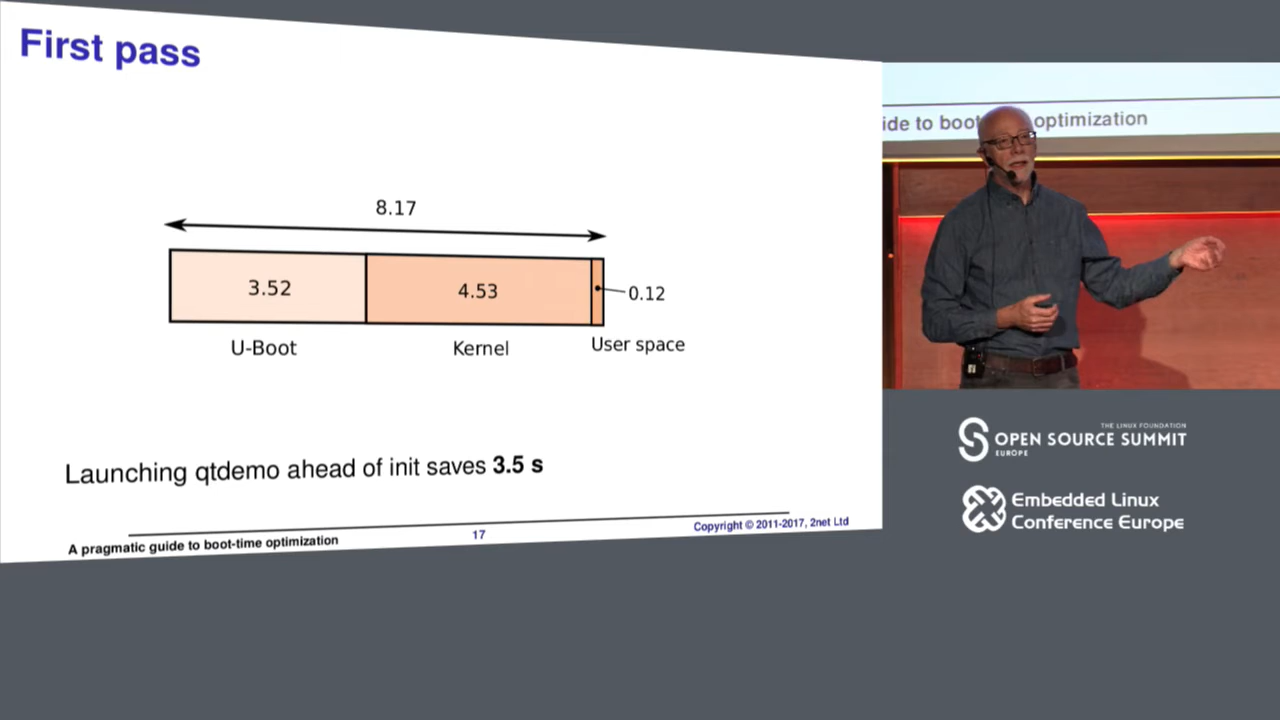 First pass
8.17
3.52
4.53
0.12
U-Boot
Kernel
User space
Launching qtdemo ahead of init saves 3.5 s
A pragmatic guide to boot-time optimization
17
Copyright © 2011-2017, 2net Ltd
ide to boot optimization
THE LINUX FOUNDATION
OPEN SOURCE SUMMIT
EUROPE
Embedded Linux
Conference Europe